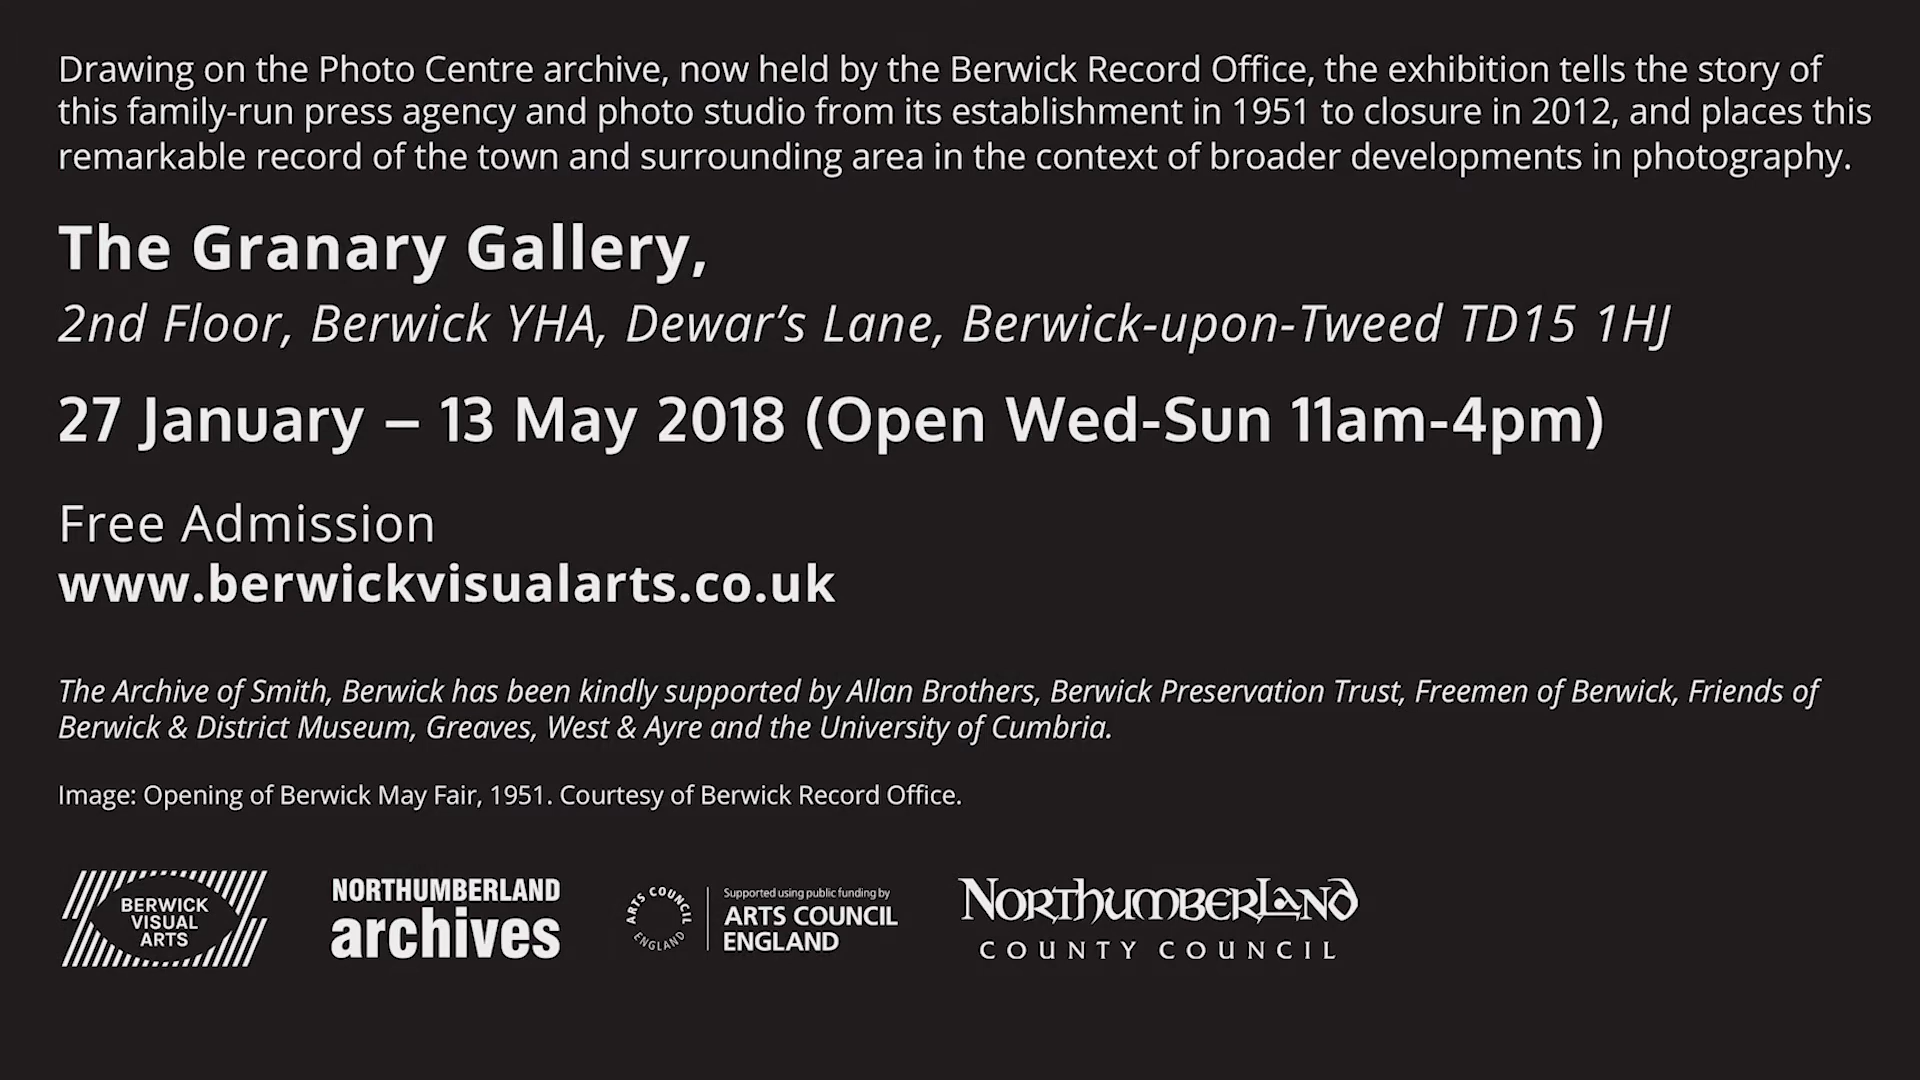 Drawing on the Photo Centre archive, now held by the Berwick Record Office, the exhibition tells the story of
this family-run press agency and photo studio from its establishment in 1951 to closure in 2012, and places this
remarkable record of the town and surrounding area in the context of broader developments in photography.
The Granary Gallery,
2nd Floor, Berwick YHA, Dewar’s Lane, Berwick-upon-Tweed TD15 1HJ
27 January – 13 May 2018 (Open Wed-Sun 11am-4pm)
Free Admission
www.berwickvisualarts.co.uk
The Archive of Smith, Berwick has been kindly supported by Allan Brothers, Berwick Preservation Trust, Freemen of Berwick, Friends of
Berwick & District Museum, Greaves, West & Ayre and the University of Cumbria.
Image: Opening of Berwick May Fair, 1951. Courtesy of Berwick Record Office.
BERWICK
VISUAL
ARTS
NORTHUMBERLAND
archives
ARTS COUNCIL
ENGLAND
Supported using public funding by
ARTS COUNCIL
ENGLAND
NORTHUMBERLAND
COUNTY COUNCIL